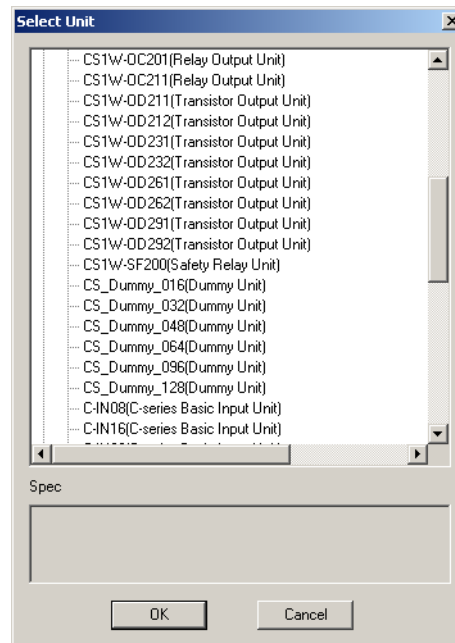 Select Unit
CS1W-OC201(Relay Output Unit)
CS1W-OC211(Relay Output Unit)
CS1W-OD211(Transistor Output Unit)
CS1W-OD212(Transistor Output Unit)
CS1W-OD231(Transistor Output Unit)
CS1W-OD232(Transistor Output Unit)
CS1W-OD261(Transistor Output Unit)
CS1W-OD262(Transistor Output Unit)
CS1W-OD291(Transistor Output Unit)
CS1W-OD292(Transistor Output Unit)
CS1W-SF200(Safety Relay Unit)
CS_Dummy_016(Dummy Unit)
CS_Dummy_032(Dummy Unit)
CS_Dummy_048(Dummy Unit)
CS_Dummy_064(Dummy Unit)
CS_Dummy_096(Dummy Unit)
CS_Dummy_128(Dummy Unit)
C-IN08(C-series Basic Input Unit)
C-IN16(C-series Basic Input Unit)
Spec
OK Cancel